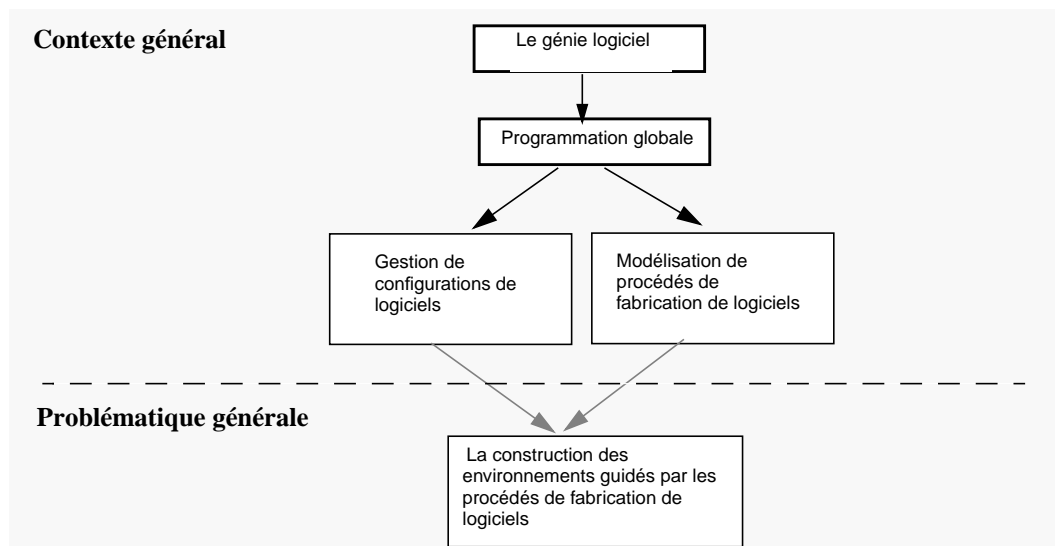 Contexte général
Le génie logiciel
Programmation globale
Gestion de
configurations de
logiciels
Modélisation de
procédés de
fabrication de logiciels
Problématique générale
La construction des
environnements guidés par les
procédés de fabrication de
logiciels